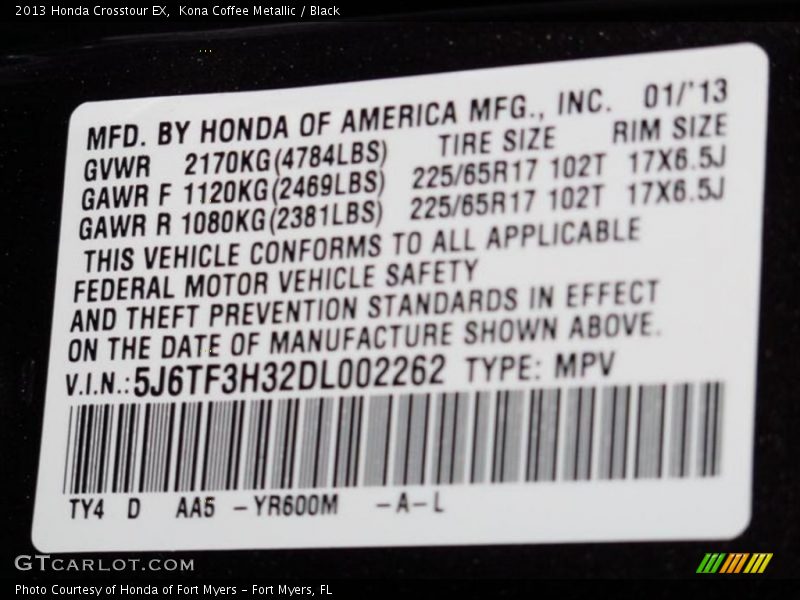 2013 Honda Crosstour EX, Kona Coffee Metallic / Black
MFD. BY HONDA OF AMERICA MFG., INC. 01/'13
GVWR 2170KG(4784LBS) TIRE SIZE RIM SIZE
GAWR F 1120KG(2469LBS) 225/65R17 102T 17X6.5J
GAWR R 1080KG(2381LBS) 225/65R17 102T 17X6.5J
THIS VEHICLE CONFORMS TO ALL APPLICABLE
FEDERAL MOTOR VEHICLE SAFETY
AND THEFT PREVENTION STANDARDS IN EFFECT
ON THE DATE OF MANUFACTURE SHOWN ABOVE.
V.I.N.:5J6TF3H32DL002262 TYPE: MPV
TY4 D AA5 -YR600M -A-L
GTCARLOT.COM
Photo Courtesy of Honda of Fort Myers - Fort Myers, FL